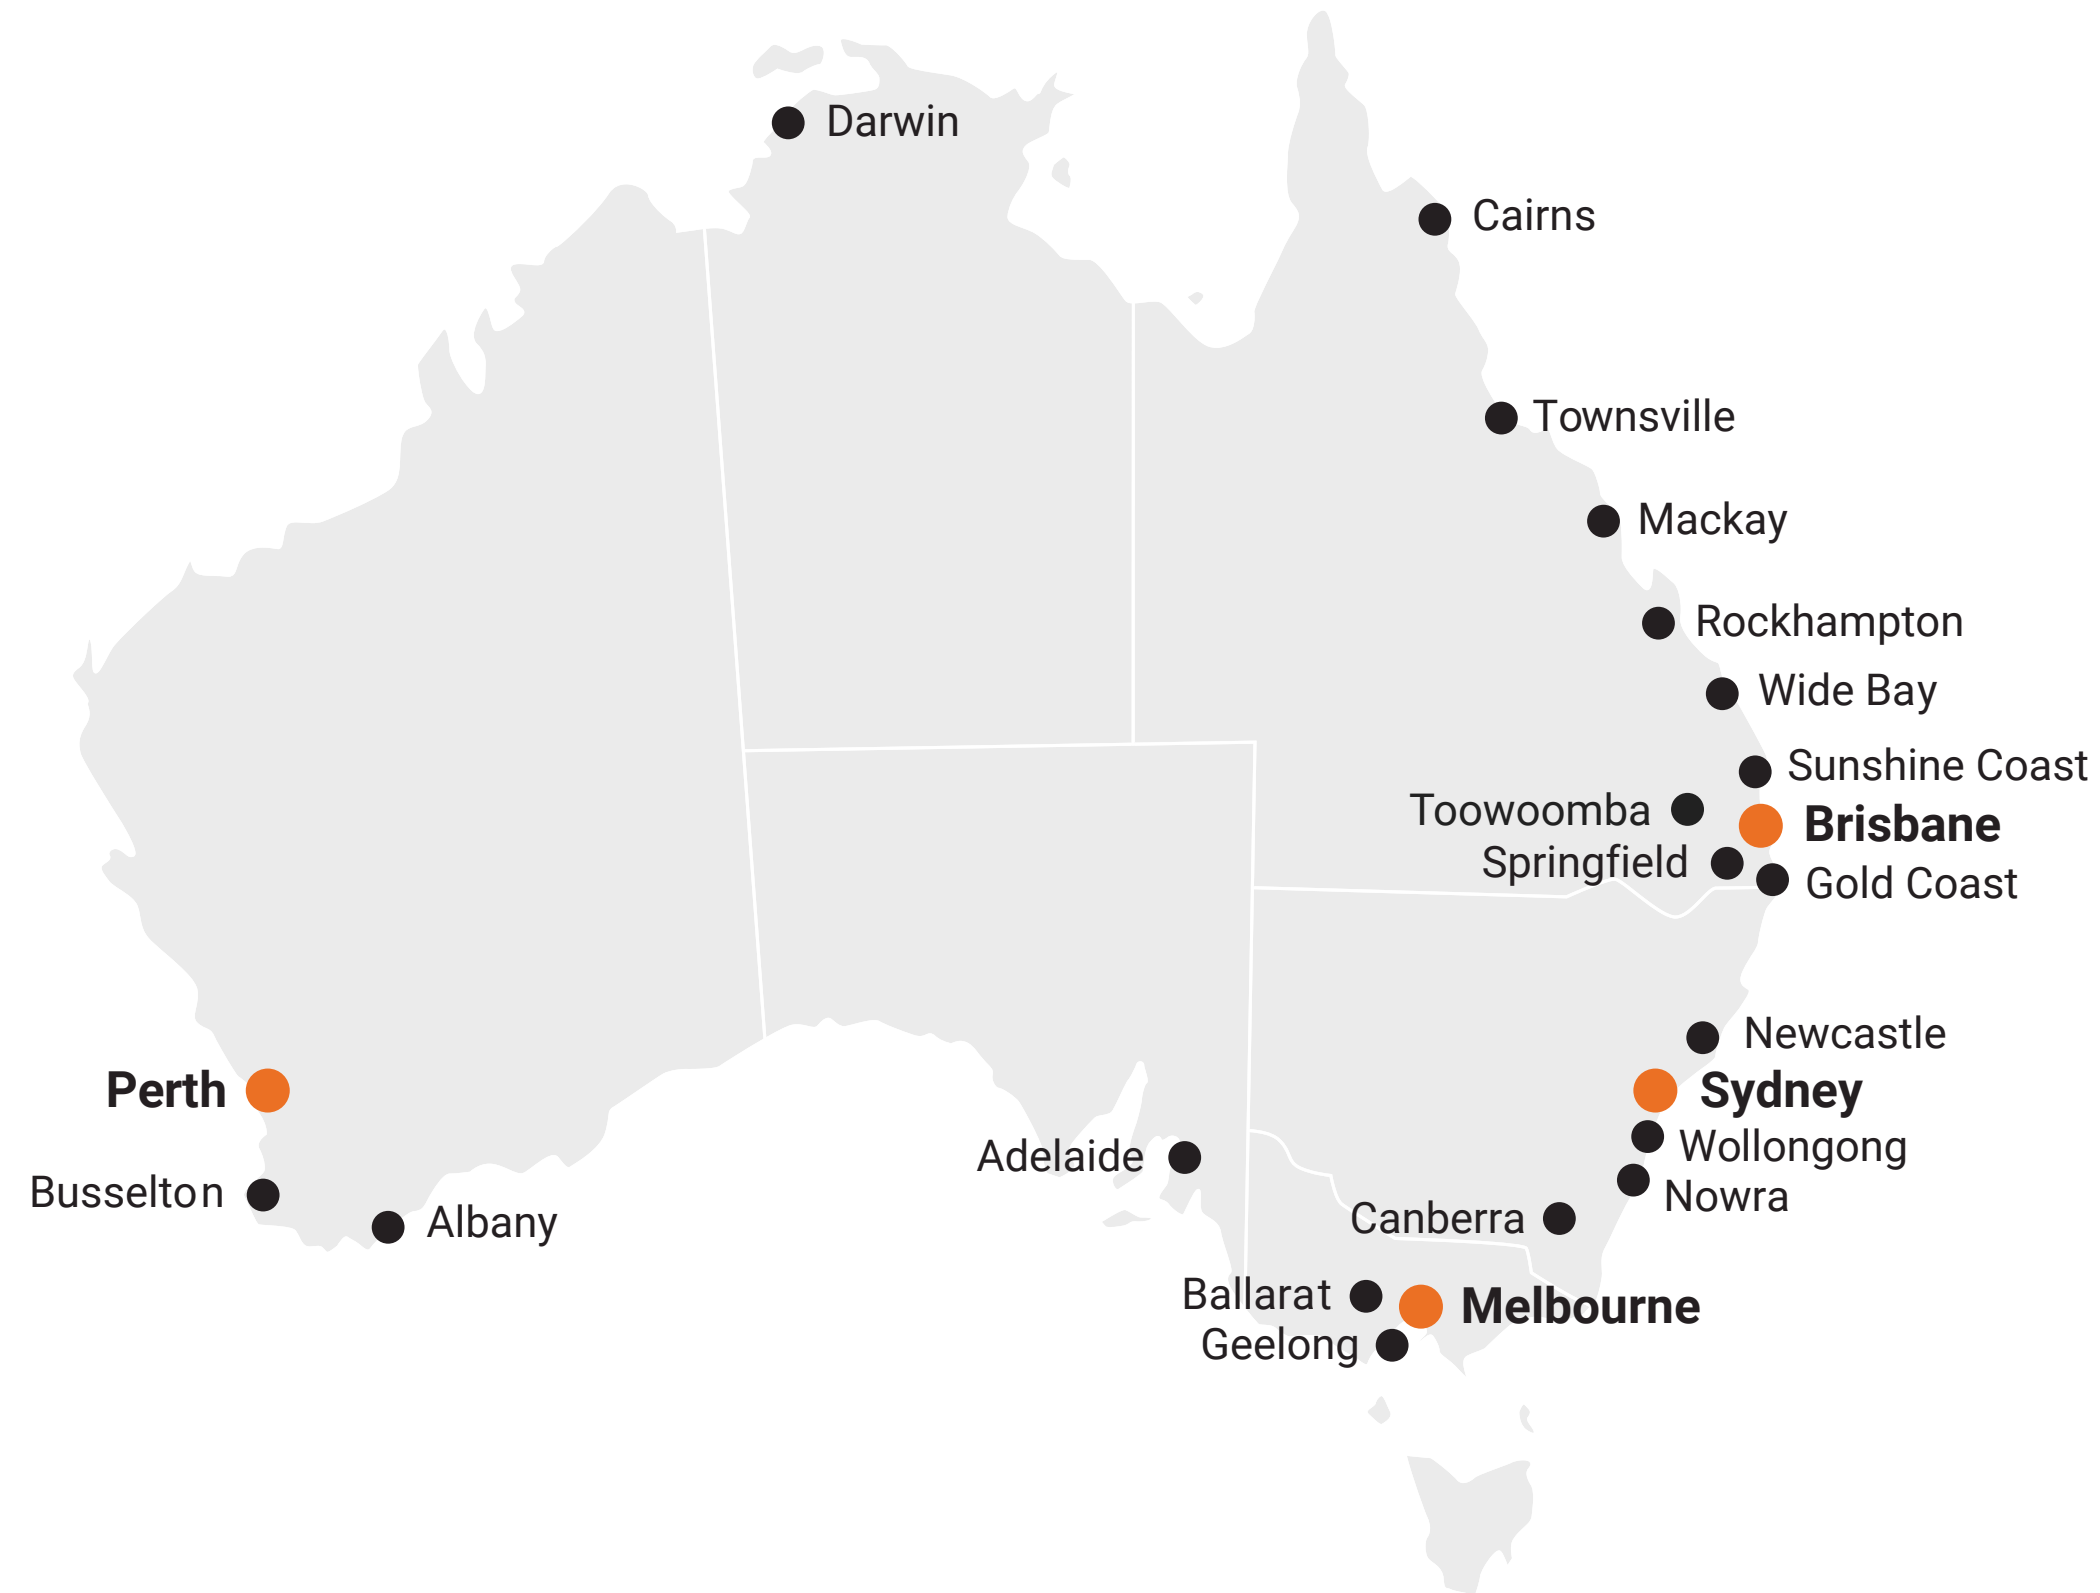 Darwin
Cairns
Townsville
Mackay
Rockhampton
Wide Bay
Sunshine Coast
Toowoomba
Brisbane
Springfield
Gold Coast
Newcastle
Perth
Sydney
Wollongong
Adelaide
Busselton
Nowra
Albany
Canberra
Ballarat
Melbourne
Geelong